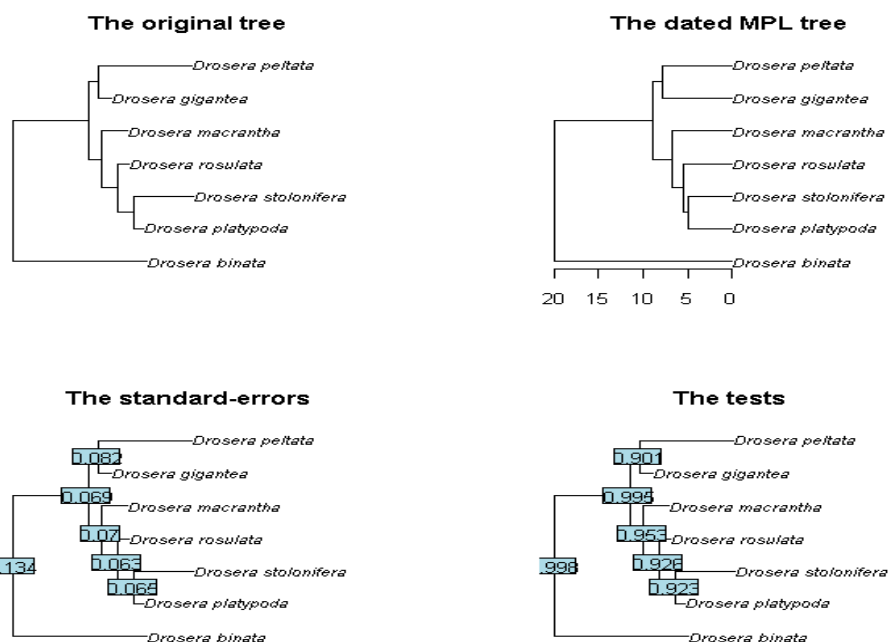 The original tree
Drosera peltata
Drosera gigantea
Drosera macrantha
Drosera rosulata
Drosera stolonifera
Drosera platypoda
Drosera binata
The dated MPL tree
Drosera peltata
Drosera gigantea
Drosera macrantha
Drosera rosulata
Drosera stolonifera
Drosera platypoda
Drosera binata
20 15 10 5 0
The standard-errors
Drosera peltata
0.082
Drosera gigantea
0.069
Drosera macrantha
0.07
Drosera rosulata
0.063
.134
Drosera stolonifera
0.065
Drosera platypoda
Drosera binata
The tests
Drosera peltata
0.901
Drosera gigantea
0.995
Drosera macrantha
0.953
Drosera rosulata
0.926
.998
Drosera stolonifera
0.923
Drosera platypoda
Drosera binata